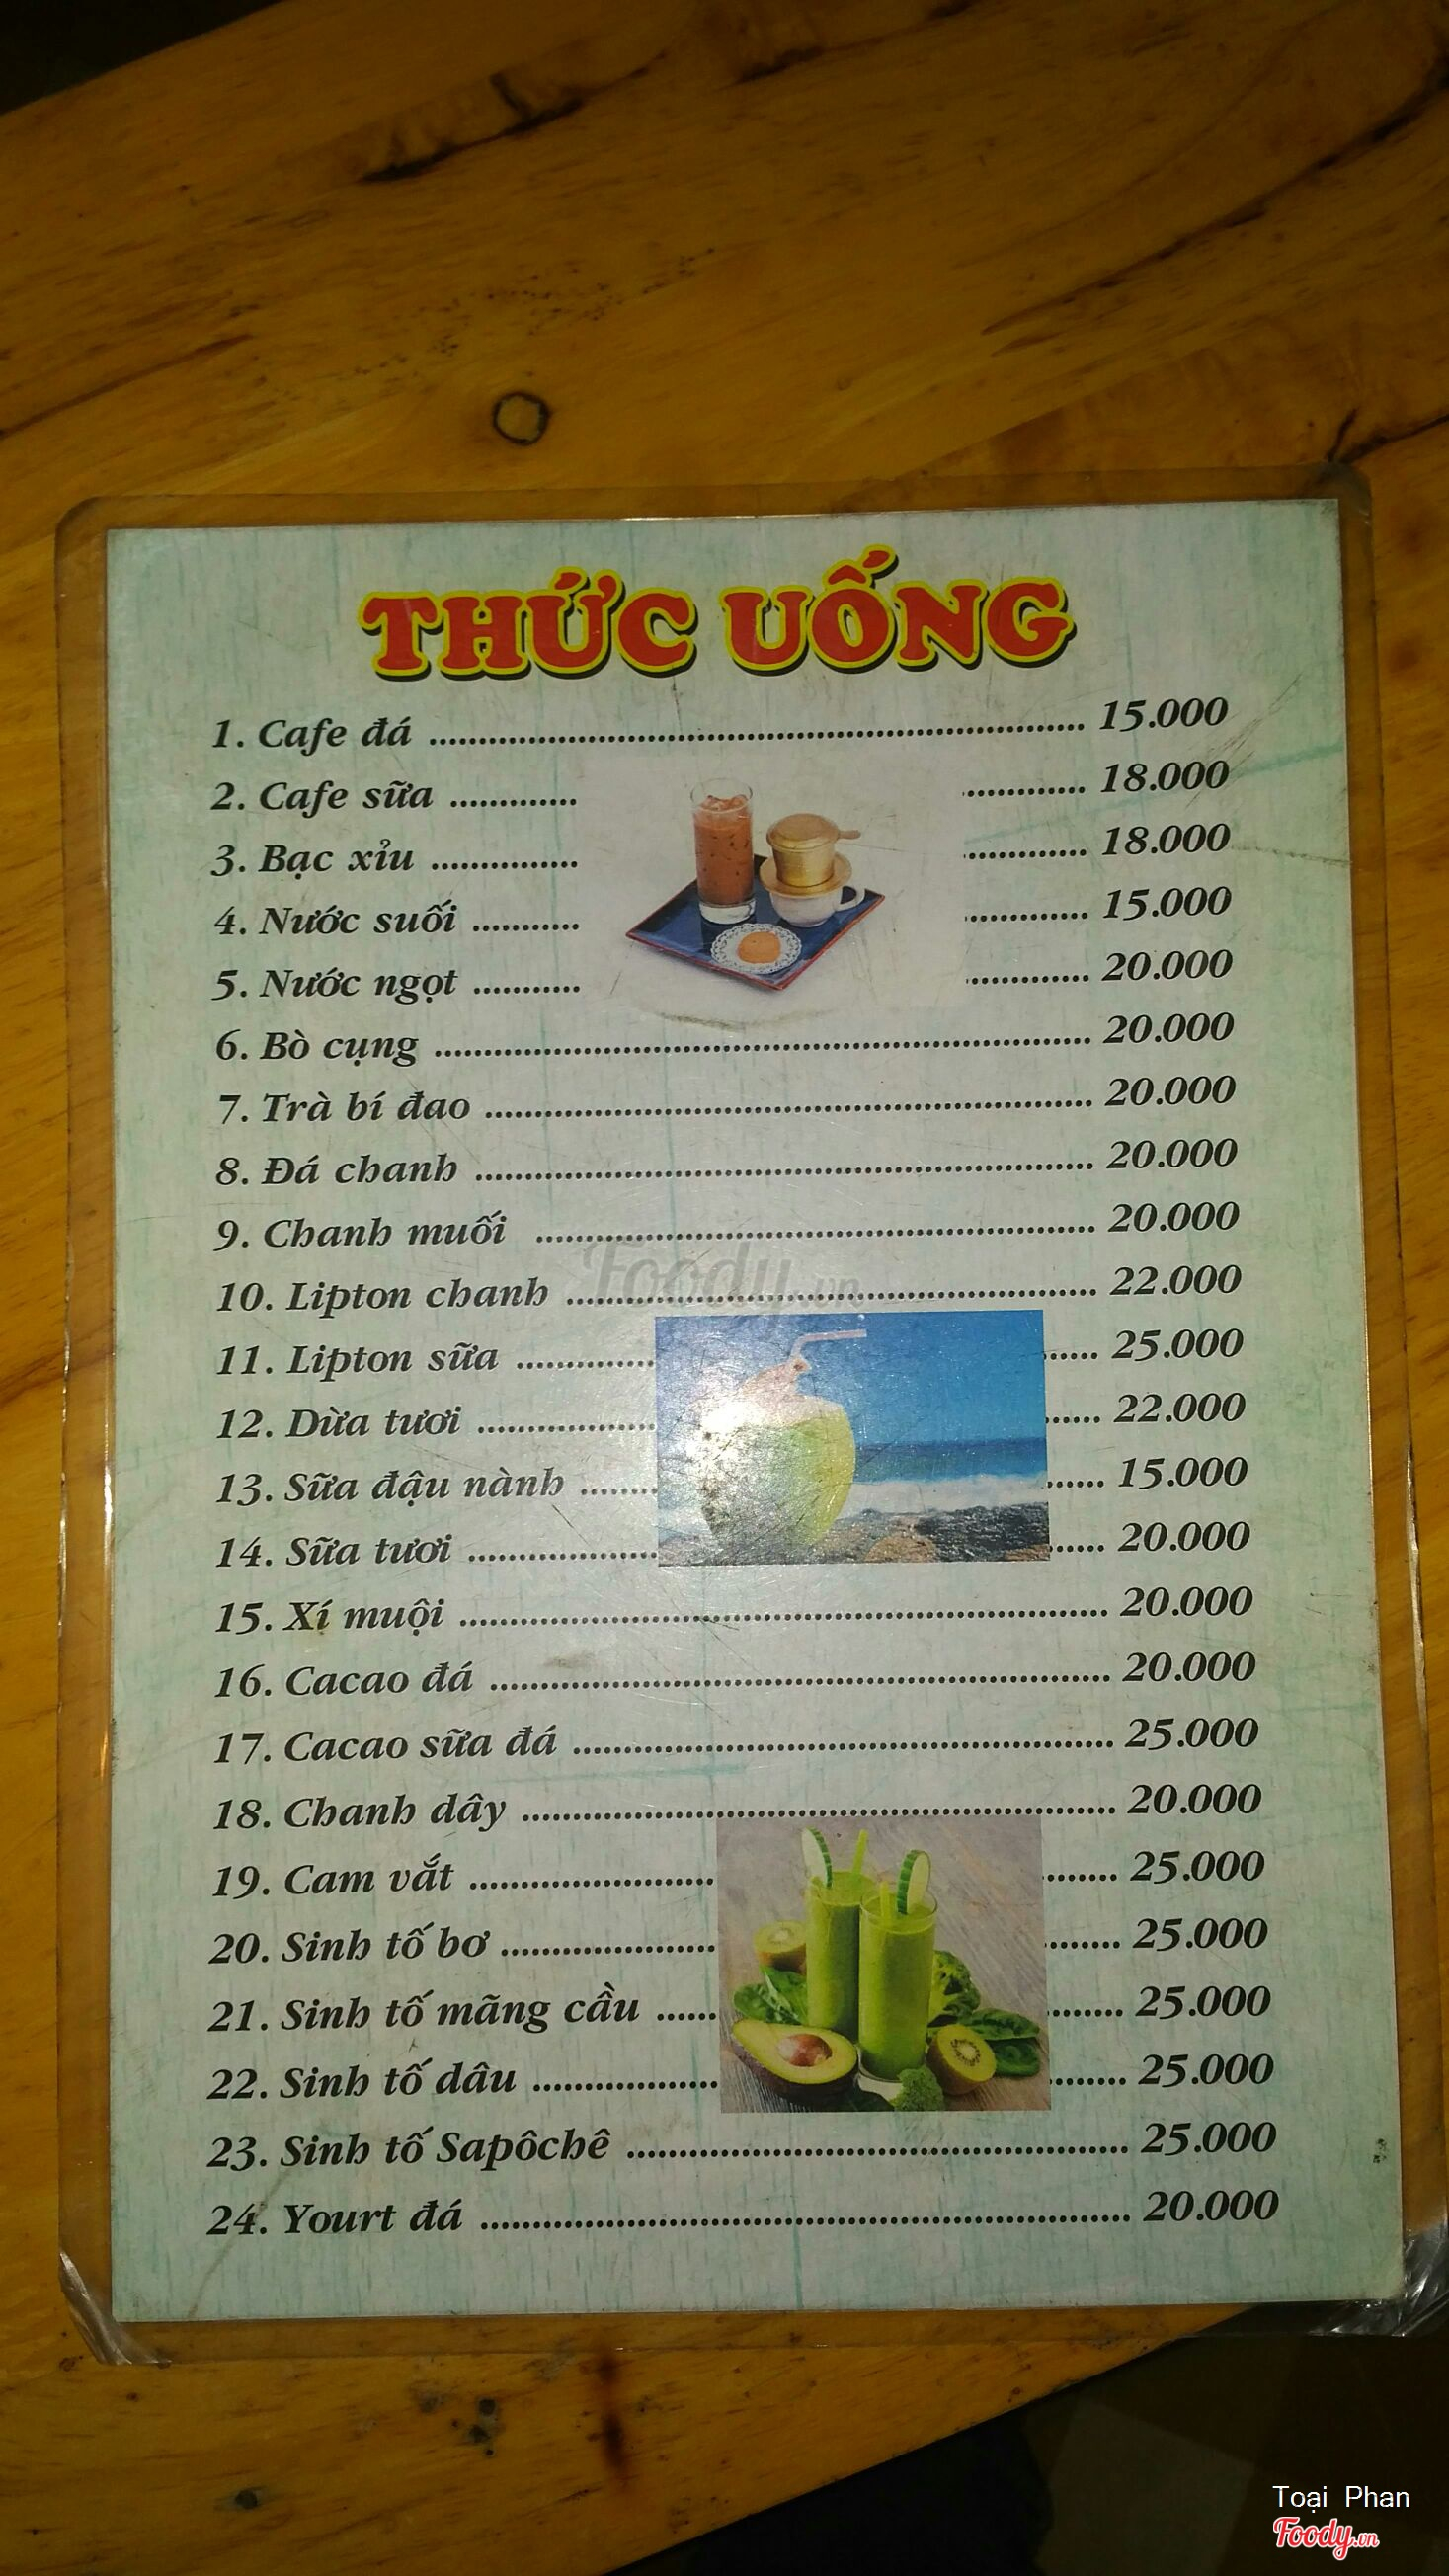 THỨC UỐNG
1. Cafe đá ........................................ 15.000
2. Cafe sữa ............. ............. 18.000
3. Bạc xỉu ............... ............. 18.000
4. Nước suối ........... ............. 15.000
5. Nước ngọt ........... ............. 20.000
6. Bò cụng ........................................ 20.000
7. Trà bí đao ........................................ 20.000
8. Đá chanh ........................................ 20.000
9. Chanh muối ........................................ 20.000
Foody.vn
10. Lipton chanh ........................................ 22.000
11. Lipton sữa .............. ...... 25.000
12. Dừa tươi .................. ...... 22.000
13. Sữa đậu nành ........ ...... 15.000
14. Sữa tươi ................... ...... 20.000
15. Xí muội ........................................ 20.000
16. Cacao đá ........................................ 20.000
17. Cacao sữa đá ........................................ 25.000
18. Chanh dây ........................................ 20.000
19. Cam vắt ........................ ........ 25.000
20. Sinh tố bơ ..................... ........ 25.000
21. Sinh tố mãng cầu ...... ........ 25.000
22. Sinh tố dâu .................. ........ 25.000
23. Sinh tố Sapôchê ........................................ 25.000
24. Yourt đá ........................................ 20.000
Toại Phan
Foody.vn